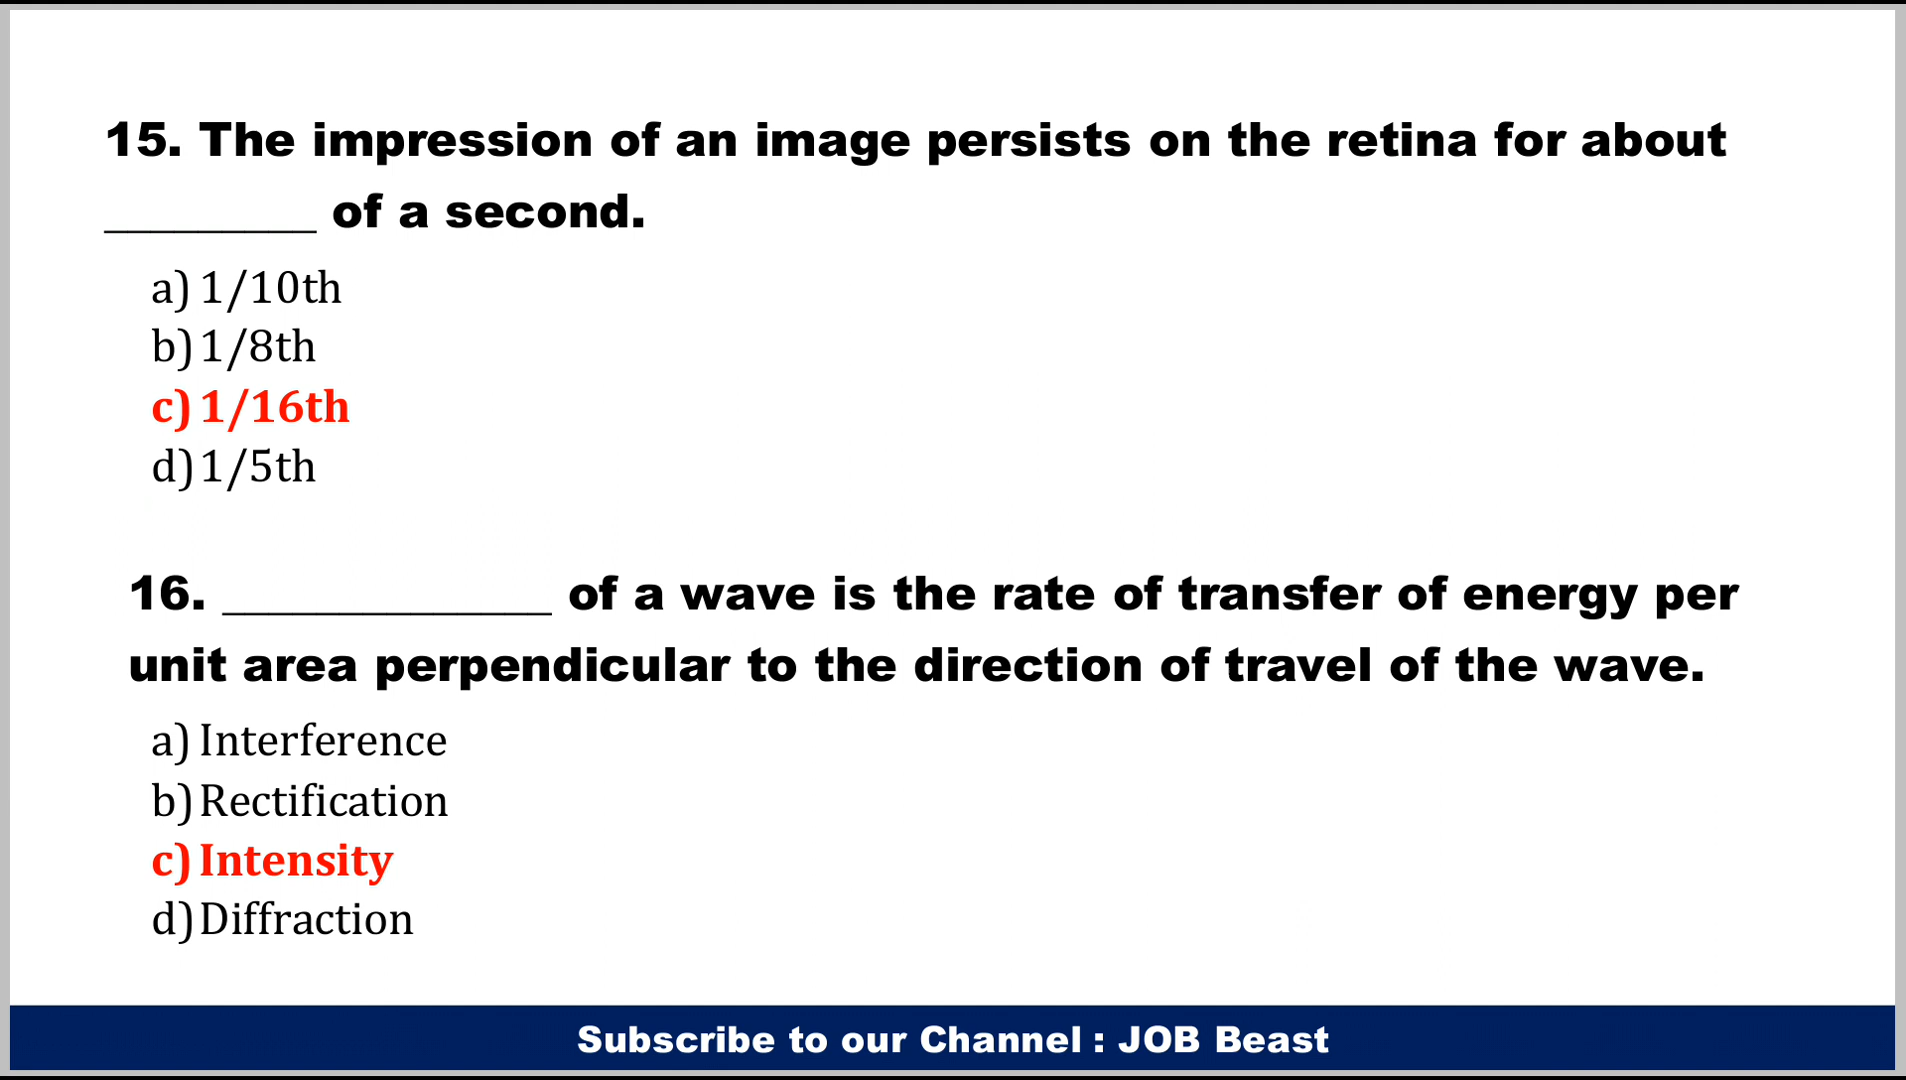 15. The impression of an image persists on the retina for about
_________ of a second.
a) 1/10th
b) 1/8th
c) 1/16th
d) 1/5th
16. ______________ of a wave is the rate of transfer of energy per
unit area perpendicular to the direction of travel of the wave.
a) Interference
b) Rectification
c) Intensity
d) Diffraction
Subscribe to our Channel : JOB Beast